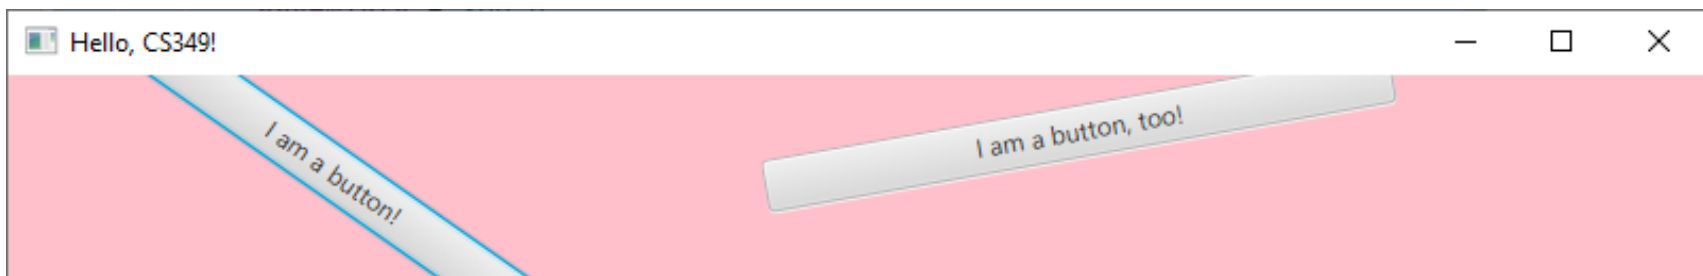 Hello, CS349!
I am a button!
I am a button, too!